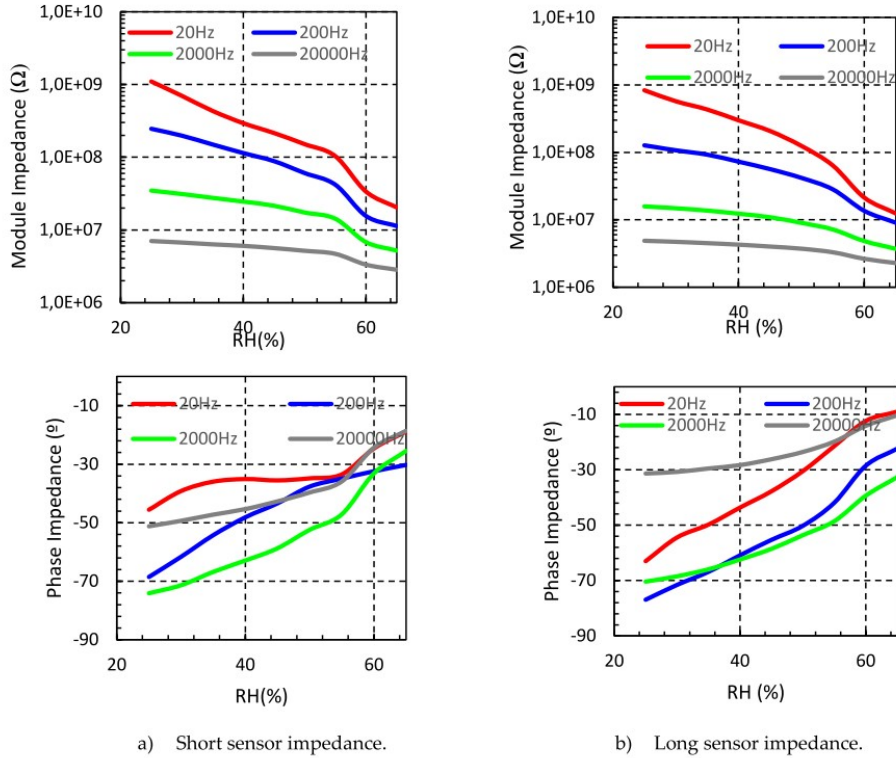 1,0E+10
20Hz 200Hz
2000Hz 20000Hz
1,0E+09
1,0E+08
1,0E+07
1,0E+06
Module Impedance (Ω)
20 40 60
RH(%)
1,0E+10
20Hz 200Hz
1,0E+09
2000Hz 20000Hz
1,0E+08
1,0E+07
1,0E+06
Module Impedance (Ω)
20 40 60
RH (%)
-10
20Hz 200Hz
2000Hz 20000Hz
-30
-50
-70
-90
Phase Impedance (º)
20 40 60
RH(%)
-10
20Hz 200Hz
2000Hz 20000Hz
-30
-50
-70
-90
Phase Impedance (º)
20 40 60
RH (%)
a) Short sensor impedance.
b) Long sensor impedance.